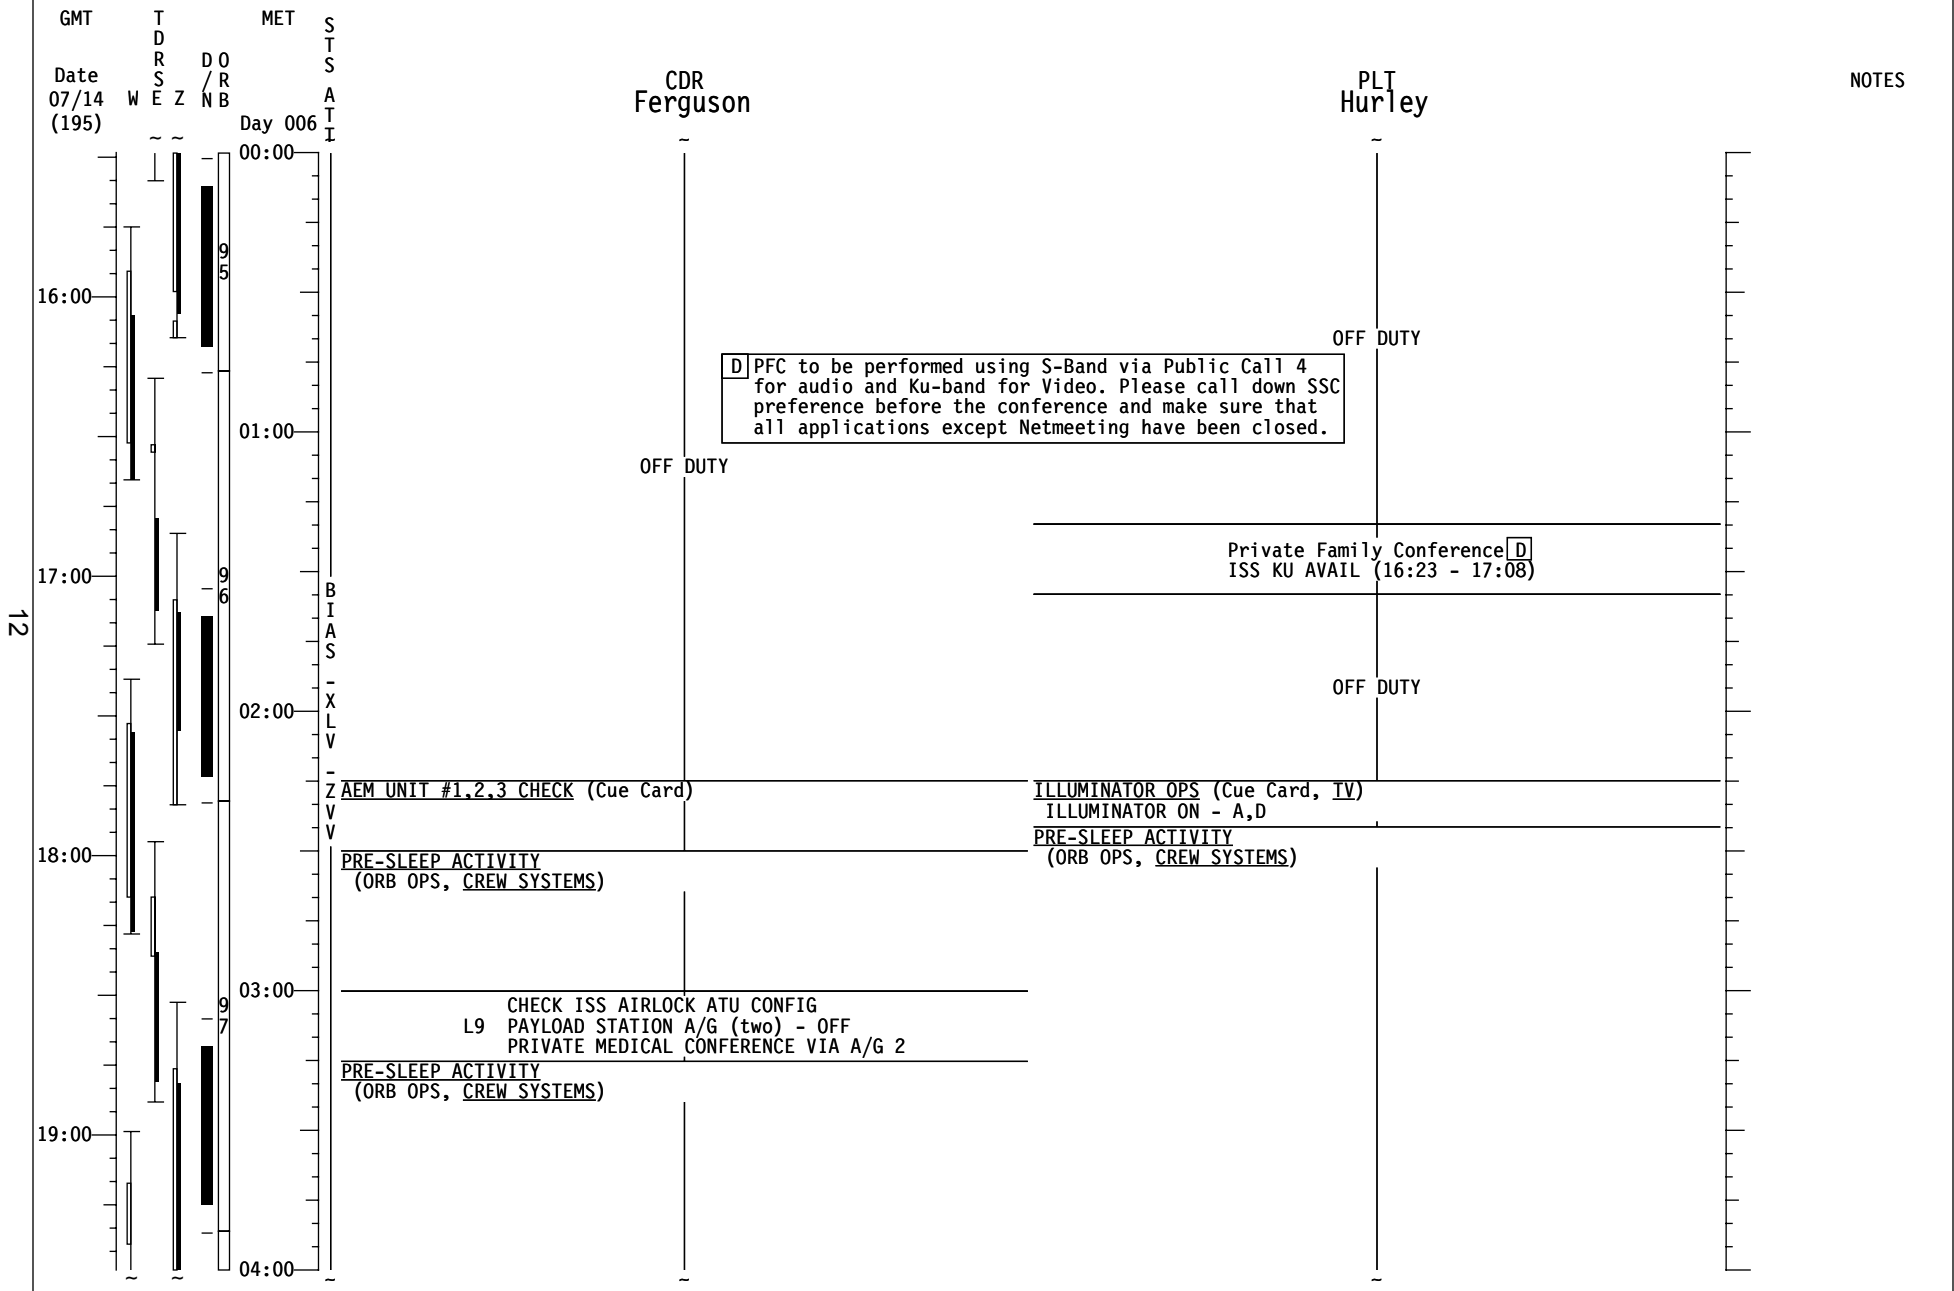 GMT
TDRSE
MET
STS ATT
D/N
ORB
Date
07/14
(195)
W E Z
Day 006
CDR
Ferguson
PLT
Hurley
NOTES
~ ~ ~ ~
00:00
95
16:00
OFF DUTY
D PFC to be performed using S-Band via Public Call 4
for audio and Ku-band for Video. Please call down SSC
preference before the conference and make sure that
all applications except Netmeeting have been closed.
01:00
OFF DUTY
Private Family Conference D
ISS KU AVAIL (16:23 - 17:08)
17:00
96
BIAS -XLV -ZVV
12
OFF DUTY
02:00
AEM UNIT #1,2,3 CHECK (Cue Card)
ILLUMINATOR OPS (Cue Card, TV)
ILLUMINATOR ON - A,D
PRE-SLEEP ACTIVITY
(ORB OPS, CREW SYSTEMS)
18:00
PRE-SLEEP ACTIVITY
(ORB OPS, CREW SYSTEMS)
03:00
97
CHECK ISS AIRLOCK ATU CONFIG
L9 PAYLOAD STATION A/G (two) - OFF
PRIVATE MEDICAL CONFERENCE VIA A/G 2
PRE-SLEEP ACTIVITY
(ORB OPS, CREW SYSTEMS)
19:00
04:00
~ ~ ~ ~ ~